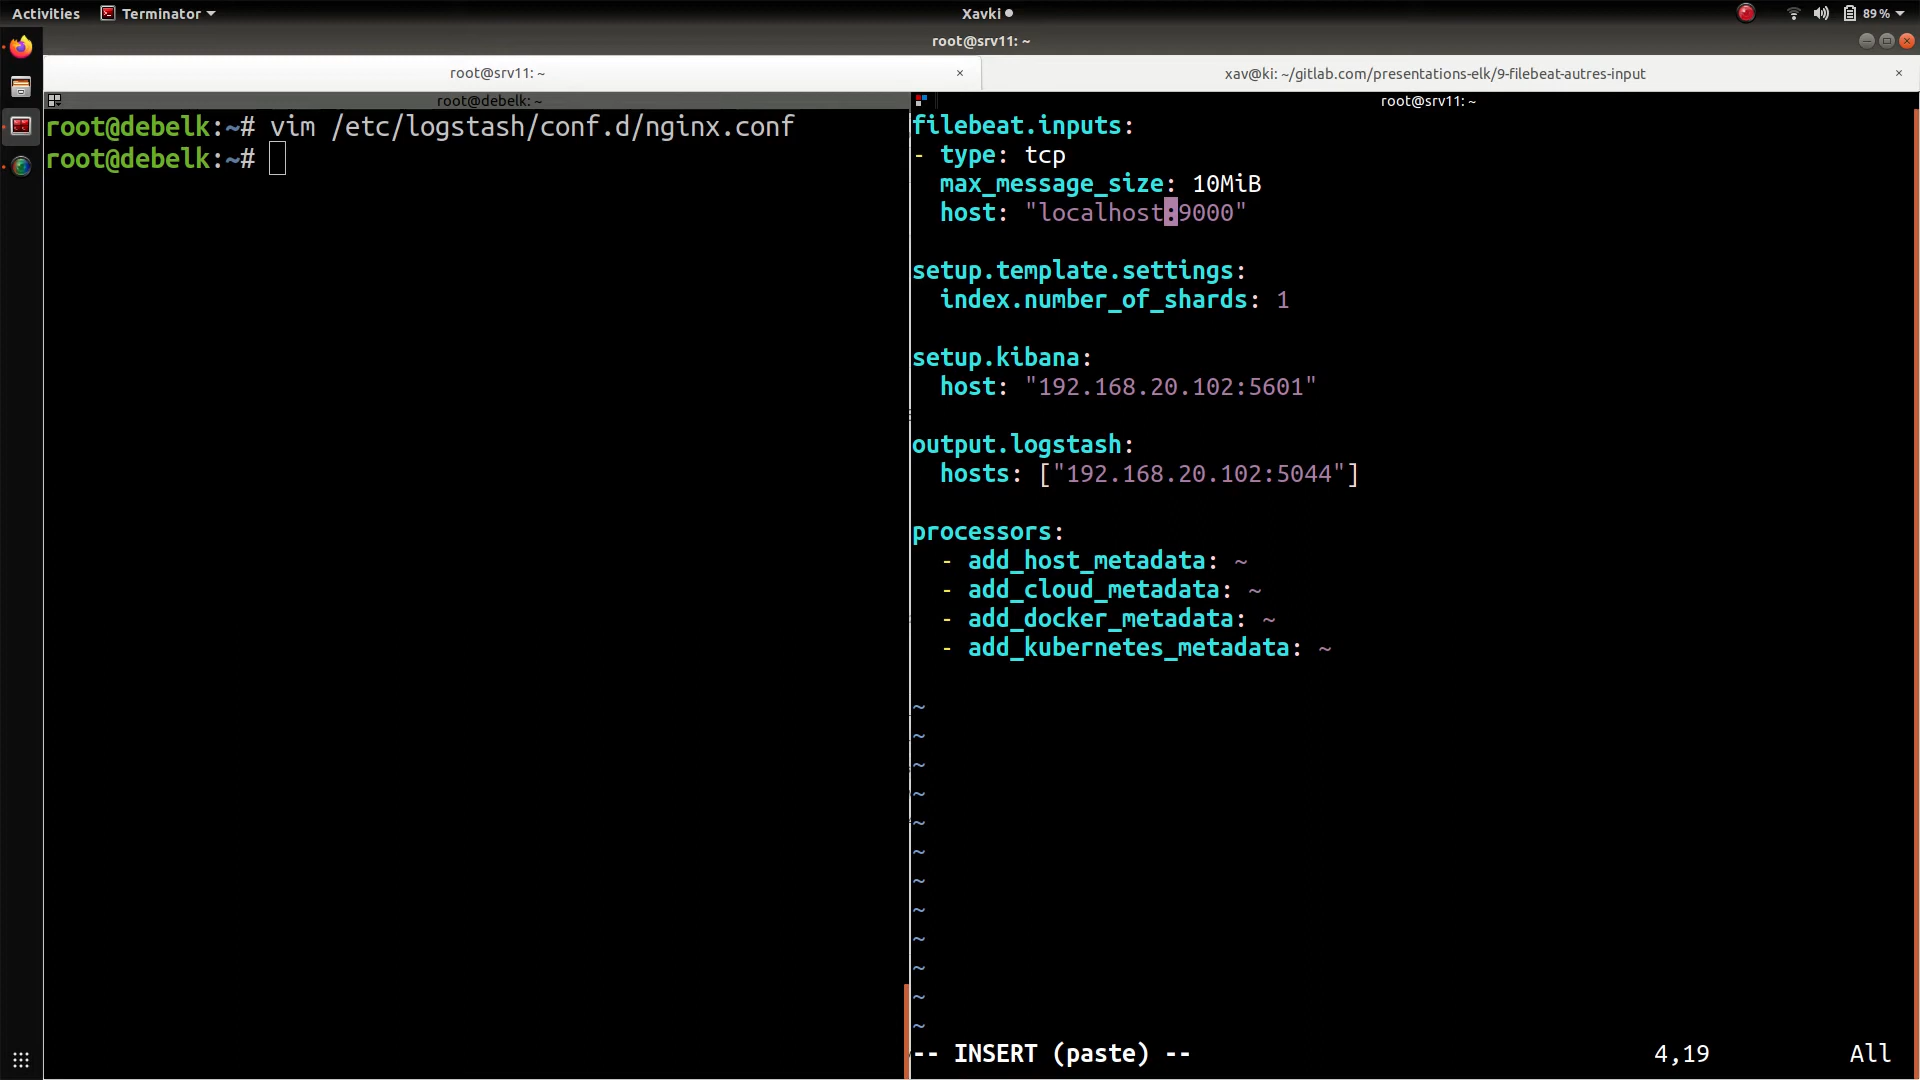 Activities
Terminator
Xavki
89 %
root@srv11: ~
root@srv11: ~
×
xav@ki: ~/gitlab.com/presentations-elk/9-filebeat-autres-input
×
root@debelk: ~
root@debelk:~# vim /etc/logstash/conf.d/nginx.conf
root@debelk:~#
root@srv11: ~
filebeat.inputs:
- type: tcp
  max_message_size: 10MiB
  host: "localhost:9000"
setup.template.settings:
  index.number_of_shards: 1
setup.kibana:
  host: "192.168.20.102:5601"
output.logstash:
  hosts: ["192.168.20.102:5044"]
processors:
  - add_host_metadata: ~
  - add_cloud_metadata: ~
  - add_docker_metadata: ~
  - add_kubernetes_metadata: ~
~
~
~
~
~
~
~
~
~
~
~
~
-- INSERT (paste) --
4,19
All